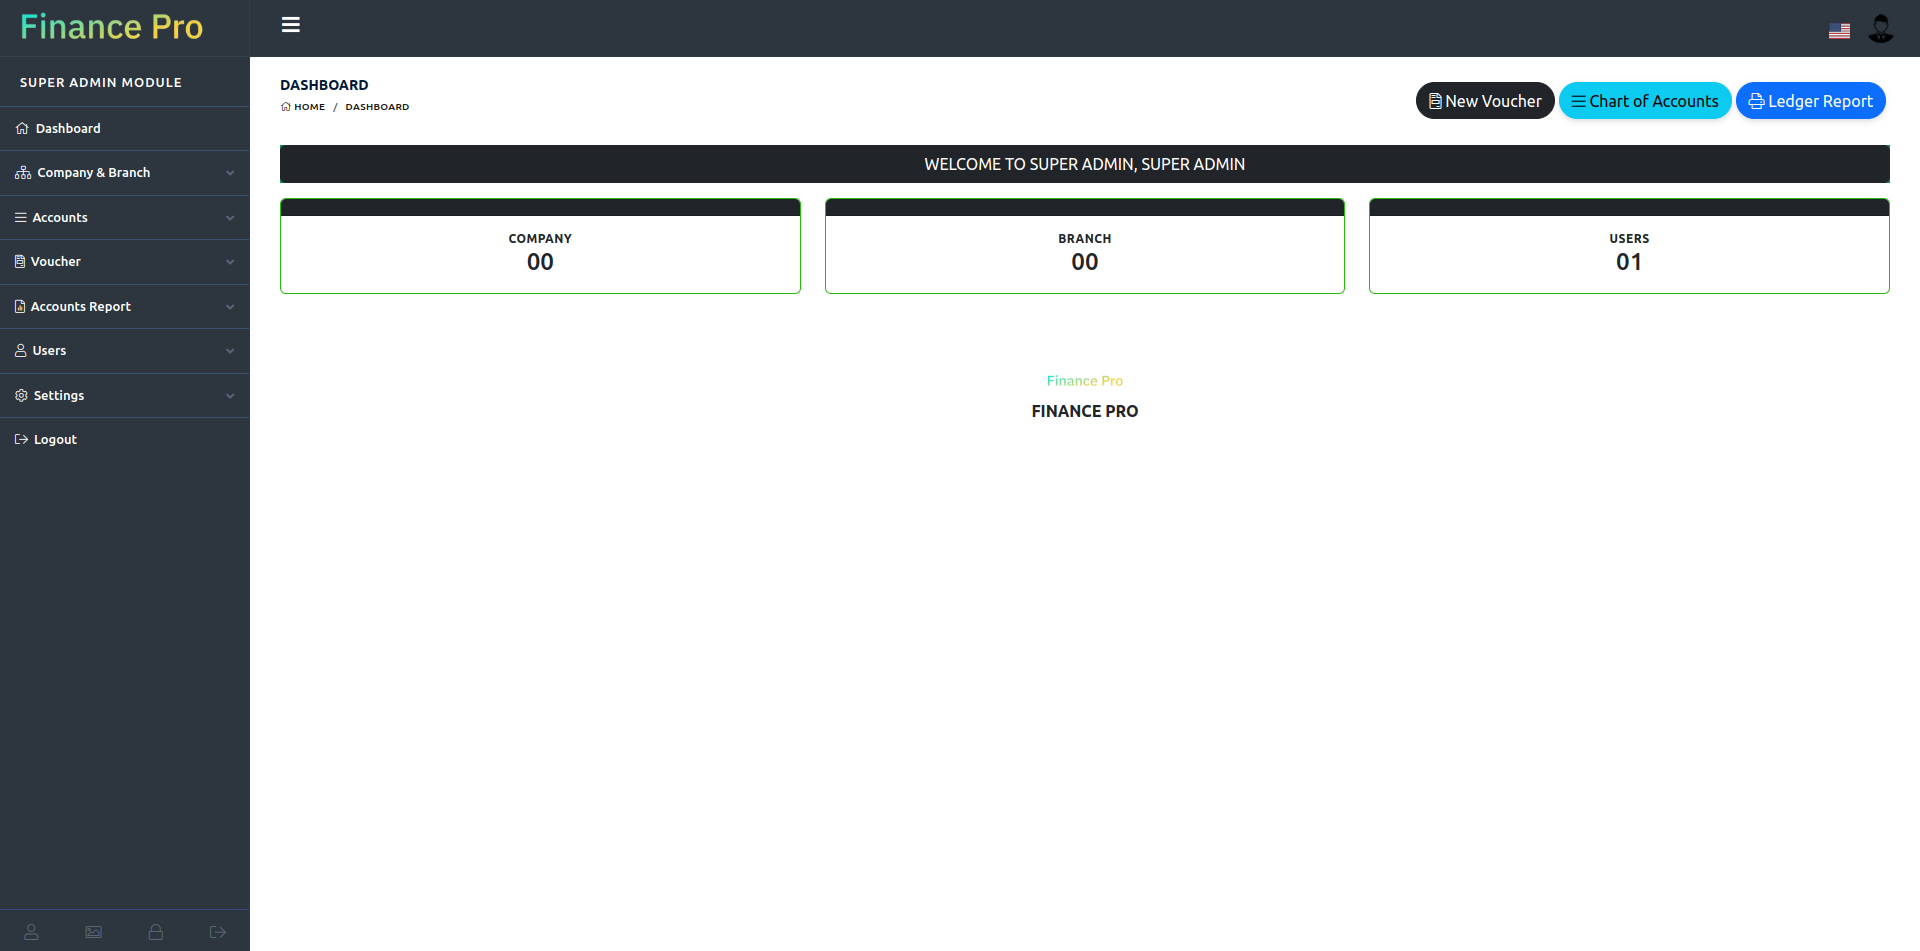 Finance Pro
SUPER ADMIN MODULE
Dashboard
Company & Branch
Accounts
Voucher
Accounts Report
Users
Settings
Logout
DASHBOARD
HOME / DASHBOARD
New Voucher
Chart of Accounts
Ledger Report
WELCOME TO SUPER ADMIN, SUPER ADMIN
COMPANY
00
BRANCH
00
USERS
01
Finance Pro
FINANCE PRO